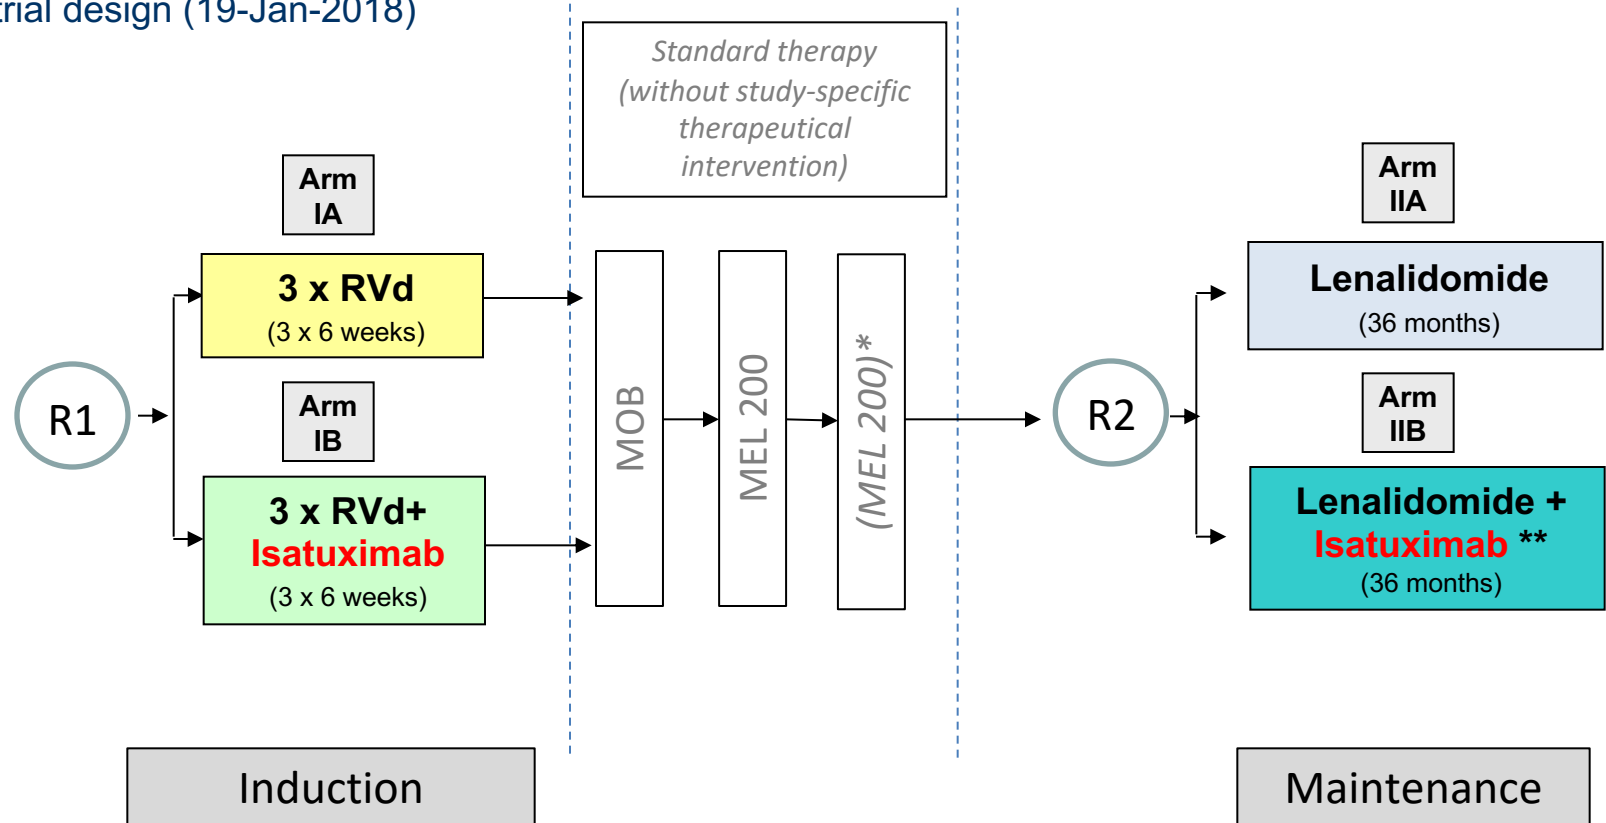 trial design (19-Jan-2018)
Standard therapy
(without study-specific
therapeutical
intervention)
Arm
IA
3 x RVd
(3 x 6 weeks)
R1
Arm
IB
3 x RVd+
Isatuximab
(3 x 6 weeks)
MOB
MEL 200
(MEL 200)*
R2
Arm
IIA
Lenalidomide
(36 months)
Arm
IIB
Lenalidomide +
Isatuximab **
(36 months)
Induction
Maintenance